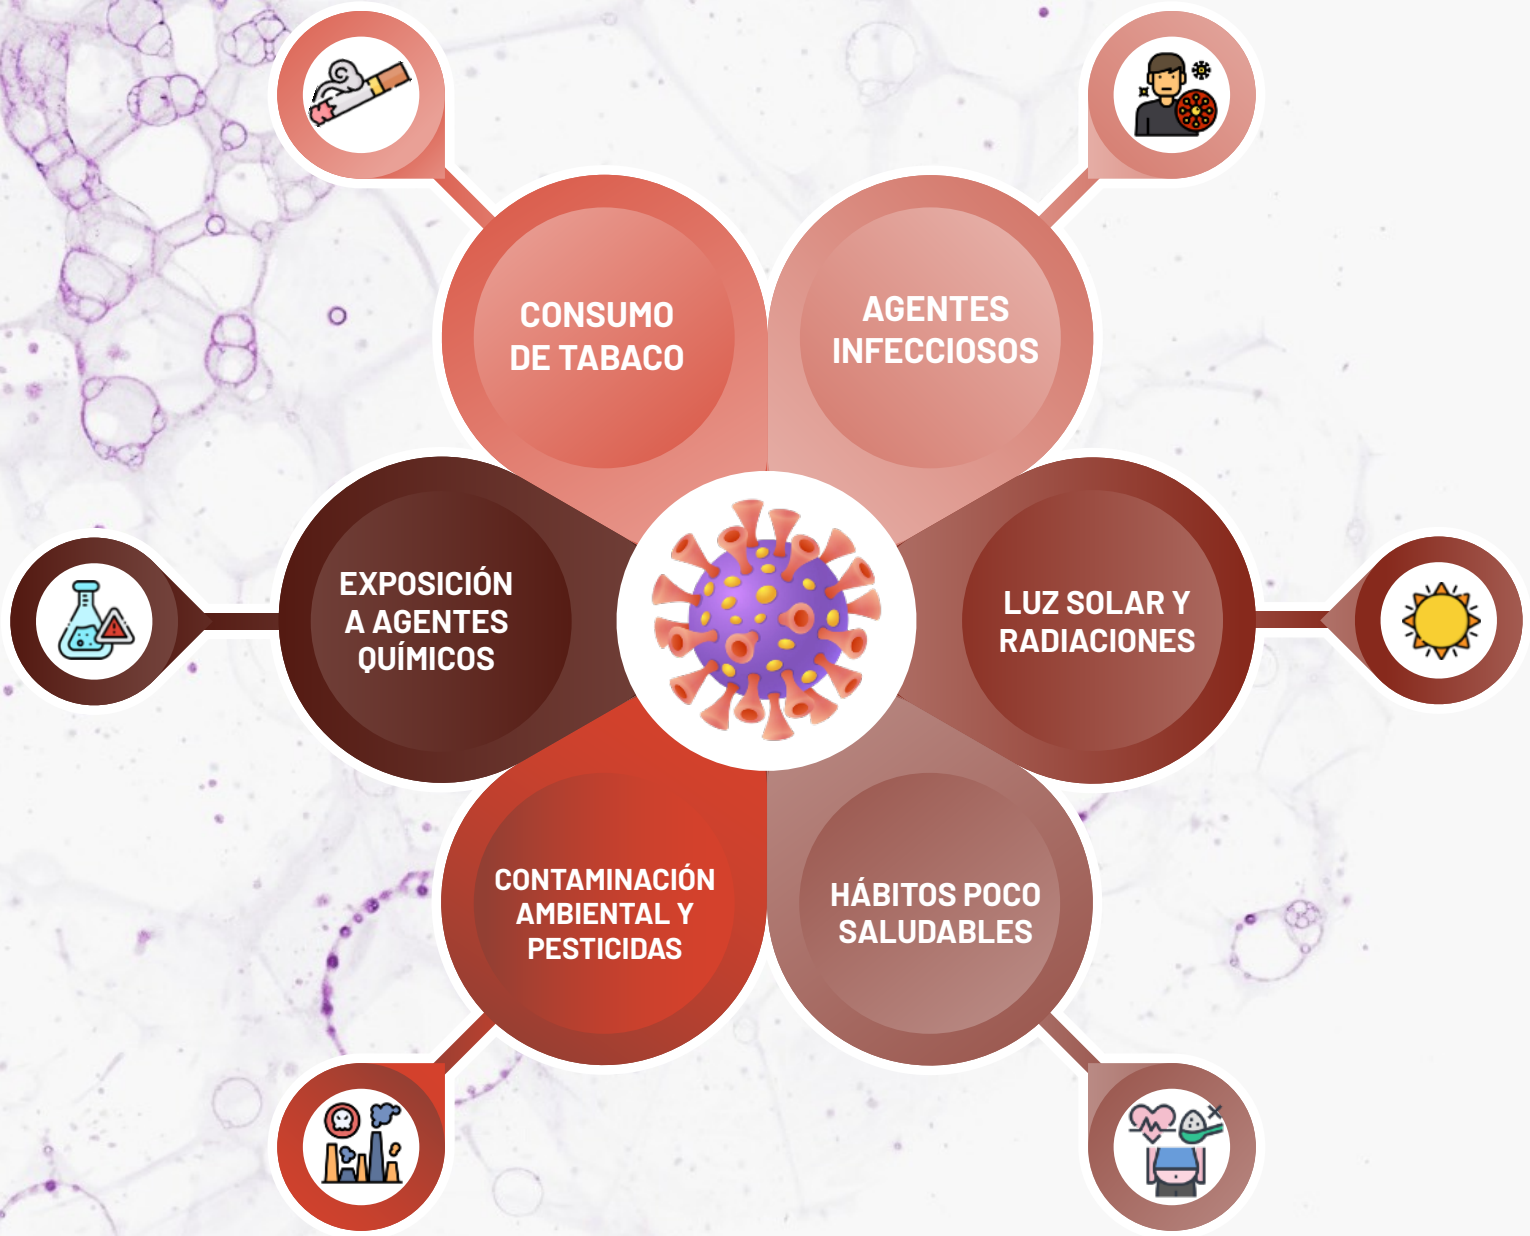 CONSUMO
DE TABACO
AGENTES
INFECCIOSOS
EXPOSICIÓN
A AGENTES
QUÍMICOS
LUZ SOLAR Y
RADIACIONES
CONTAMINACIÓN
AMBIENTAL Y
PESTICIDAS
HÁBITOS POCO
SALUDABLES